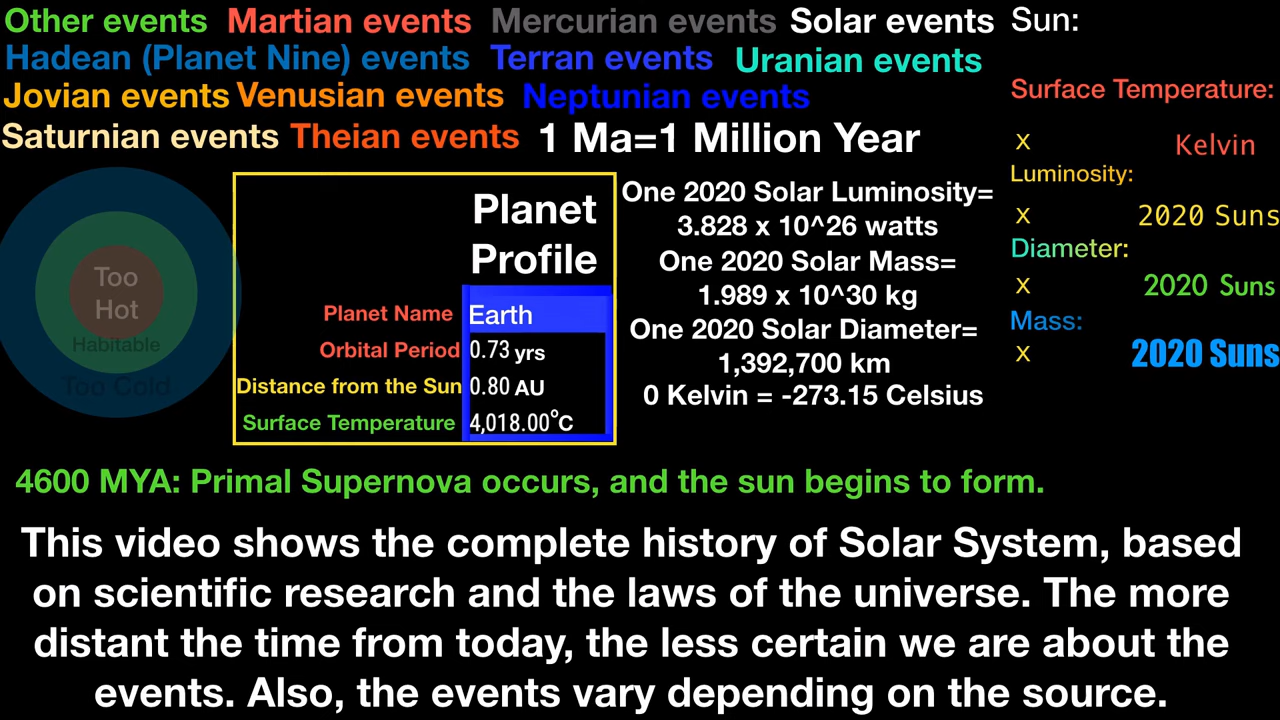 Other events Martian events Mercurian events Solar events
Hadean (Planet Nine) events Terran events Uranian events
Jovian events Venusian events Neptunian events
Saturnian events Theian events 1 Ma=1 Million Year
Too
Hot
Habitable
Too Cold
Planet
Profile
Planet Name Earth
Orbital Period 0.73 yrs
Distance from the Sun 0.80 AU
Surface Temperature 4,018.00°C
One 2020 Solar Luminosity=
3.828 x 10^26 watts
One 2020 Solar Mass=
1.989 x 10^30 kg
One 2020 Solar Diameter=
1,392,700 km
0 Kelvin = -273.15 Celsius
Sun:
Surface Temperature:
x Kelvin
Luminosity:
x 2020 Suns
Diameter:
x 2020 Suns
Mass:
x 2020 Suns
4600 MYA: Primal Supernova occurs, and the sun begins to form.
This video shows the complete history of Solar System, based
on scientific research and the laws of the universe. The more
distant the time from today, the less certain we are about the
events. Also, the events vary depending on the source.